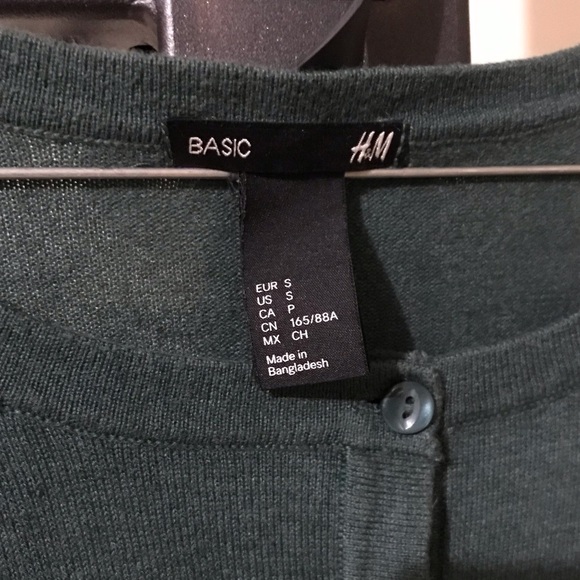 BASIC H&M
EUR S
US S
CA P
CN 165/88A
MX CH
Made in
Bangladesh